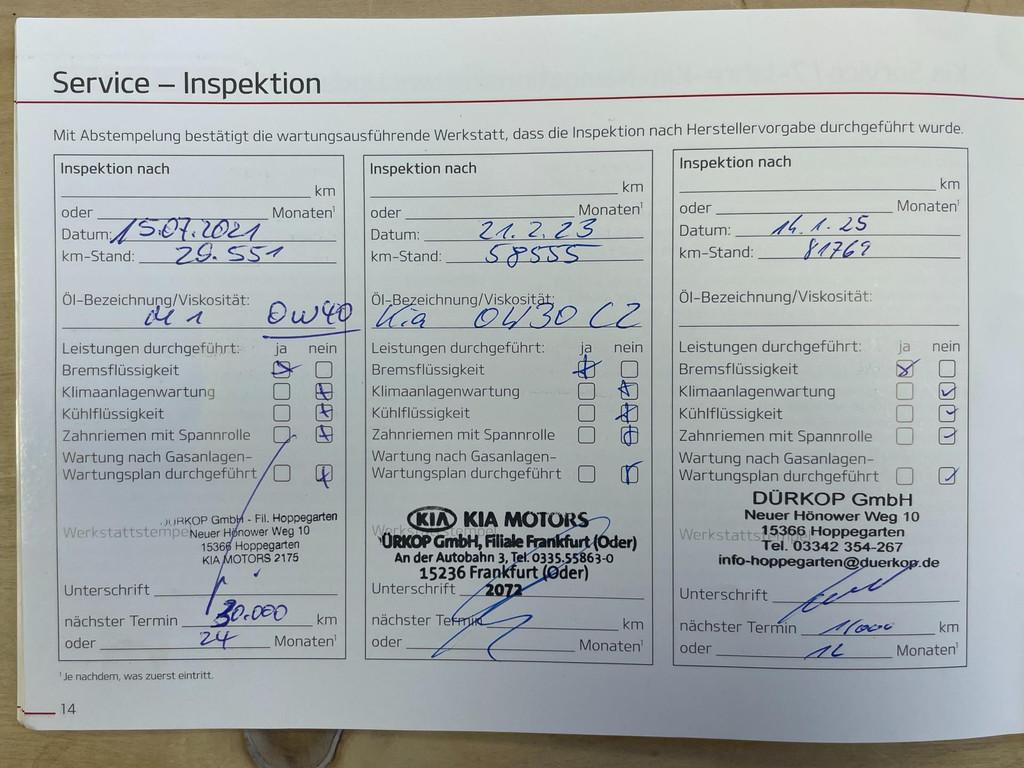 Service – Inspektion
Mit Abstempelung bestätigt die wartungsausführende Werkstatt, dass die Inspektion nach Herstellervorgabe durchgeführt wurde.
Inspektion nach
km
oder Monaten¹
Datum: 15.07.2021
km-Stand: 29.551
Öl-Bezeichnung/Viskosität:
M1 0W40
Leistungen durchgeführt: ja nein
Bremsflüssigkeit
Klimaanlagenwartung
Kühlflüssigkeit
Zahnriemen mit Spannrolle
Wartung nach Gasanlagen-
Wartungsplan durchgeführt
DÜRKOP GmbH - Fil. Hoppegarten
Werkstattstempel
Neuer Hönower Weg 10
15366 Hoppegarten
KIA MOTORS 2175
Unterschrift
nächster Termin 30.000 km
oder 24 Monaten¹
Inspektion nach
km
oder Monaten¹
Datum: 21.2.23
km-Stand: 58555
Öl-Bezeichnung/Viskosität:
Kia 0W30 C2
Leistungen durchgeführt: ja nein
Bremsflüssigkeit
Klimaanlagenwartung
Kühlflüssigkeit
Zahnriemen mit Spannrolle
Wartung nach Gasanlagen-
Wartungsplan durchgeführt
KIA KIA MOTORS
ÜRKOP GmbH, Filiale Frankfurt (Oder)
An der Autobahn 3, Tel. 0335.55863-0
15236 Frankfurt (Oder)
2072
Unterschrift
nächster Termin km
oder Monaten¹
Inspektion nach
km
oder Monaten¹
Datum: 14.1.25
km-Stand: 81769
Öl-Bezeichnung/Viskosität:
Leistungen durchgeführt: ja nein
Bremsflüssigkeit
Klimaanlagenwartung
Kühlflüssigkeit
Zahnriemen mit Spannrolle
Wartung nach Gasanlagen-
Wartungsplan durchgeführt
DÜRKOP GmbH
Neuer Hönower Weg 10
15366 Hoppegarten
Werkstattstempel
Tel. 03342 354-267
info-hoppegarten@duerkop.de
Unterschrift
nächster Termin km
oder Monaten¹
¹ Je nachdem, was zuerst eintritt.
14